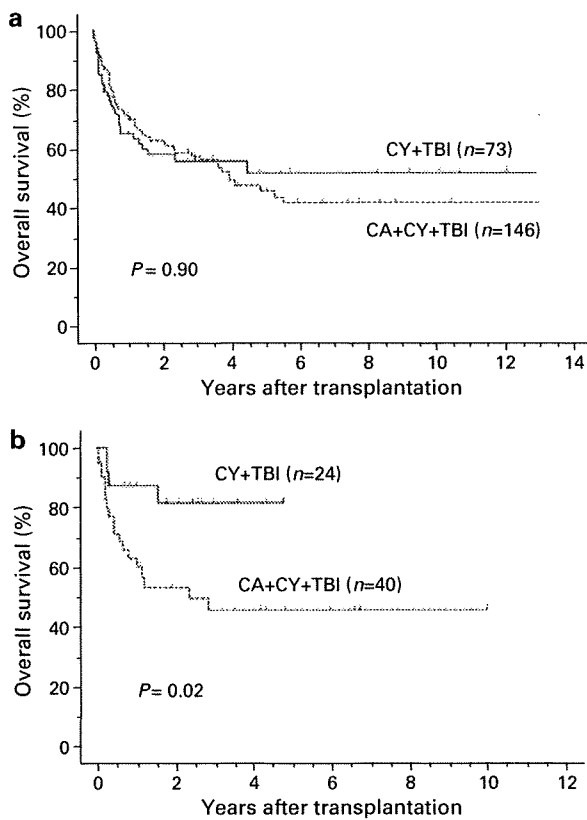 a
Overall survival (%)
100
80
60
40
20
0
CY+TBI (n=73)
CA+CY+TBI (n=146)
P = 0.90
0 2 4 6 8 10 12 14
Years after transplantation
b
Overall survival (%)
100
80
60
40
20
0
CY+TBI (n=24)
CA+CY+TBI (n=40)
P= 0.02
0 2 4 6 8 10 12
Years after transplantation